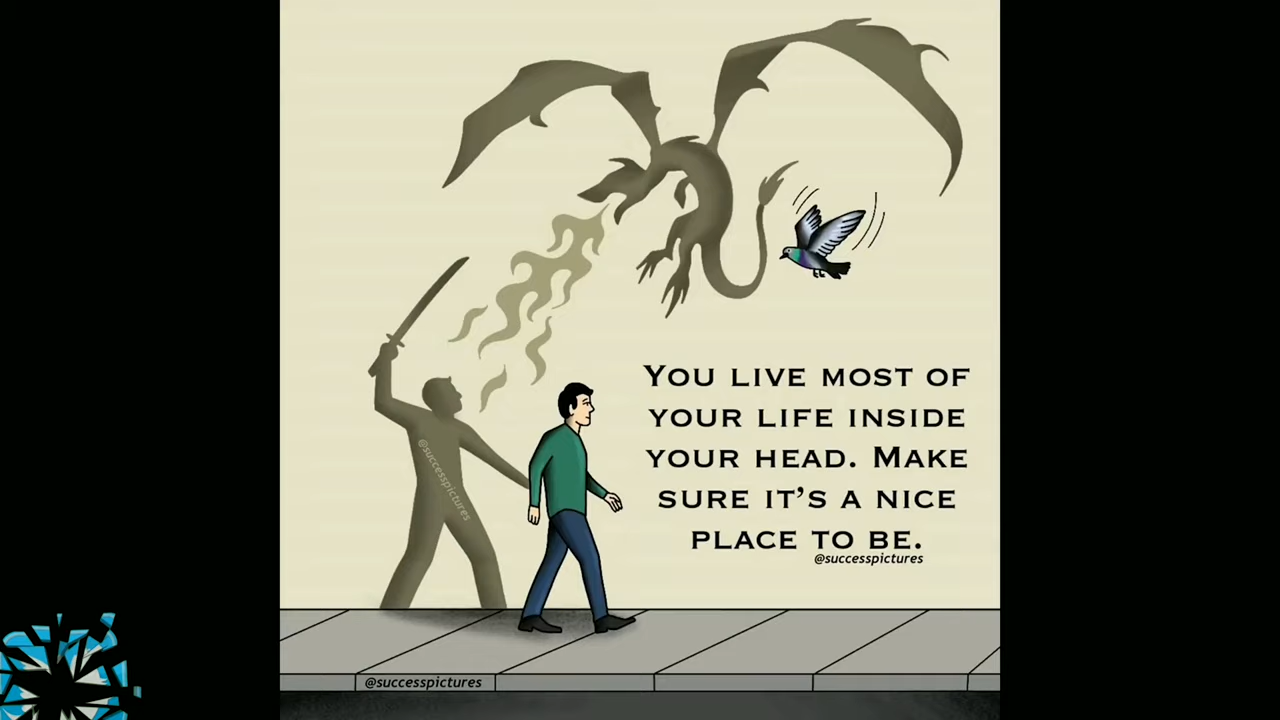 @successpictures
YOU LIVE MOST OF
YOUR LIFE INSIDE
YOUR HEAD. MAKE
SURE IT'S A NICE
PLACE TO BE.
@successpictures
@successpictures